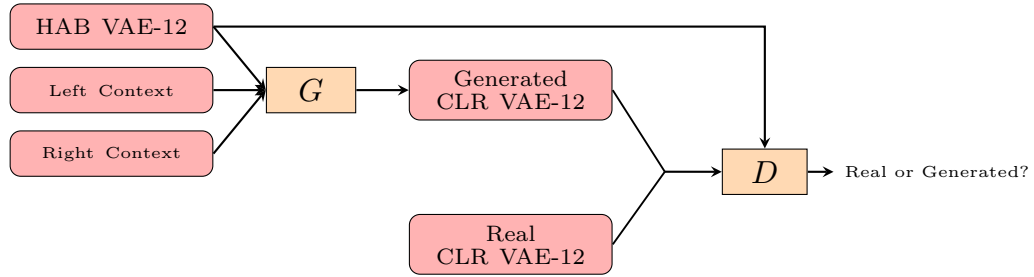 HAB VAE-12
Left Context
Right Context
G
Generated
CLR VAE-12
Real
CLR VAE-12
D
Real or Generated?